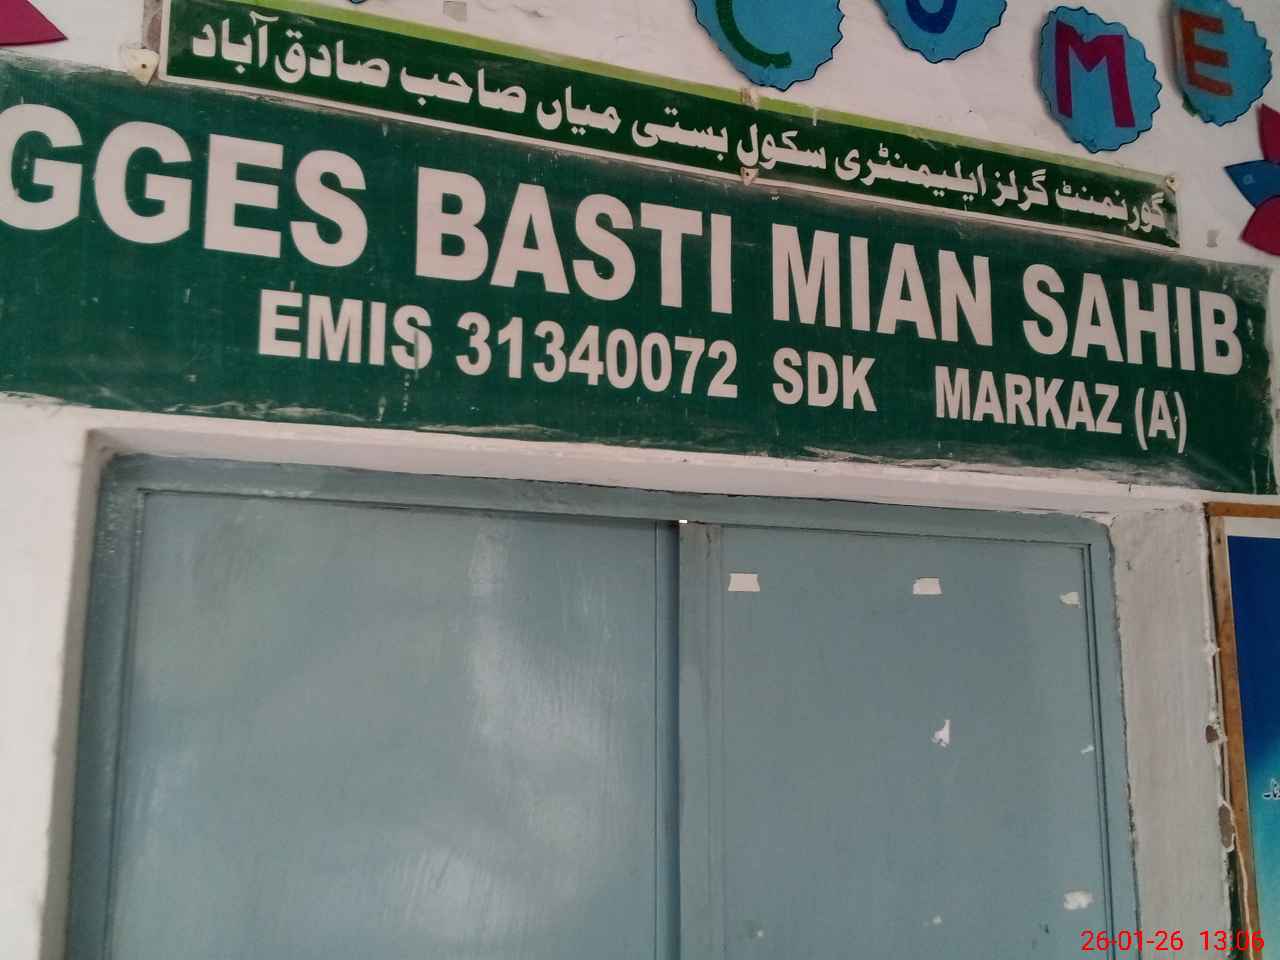 COME
گورنمنٹ گرلز ایلیمنٹری سکول بستی میاں صاحب صادق آباد
GGES BASTI MIAN SAHIB
EMIS 31340072 SDK MARKAZ (A)
26-01-26 13:06